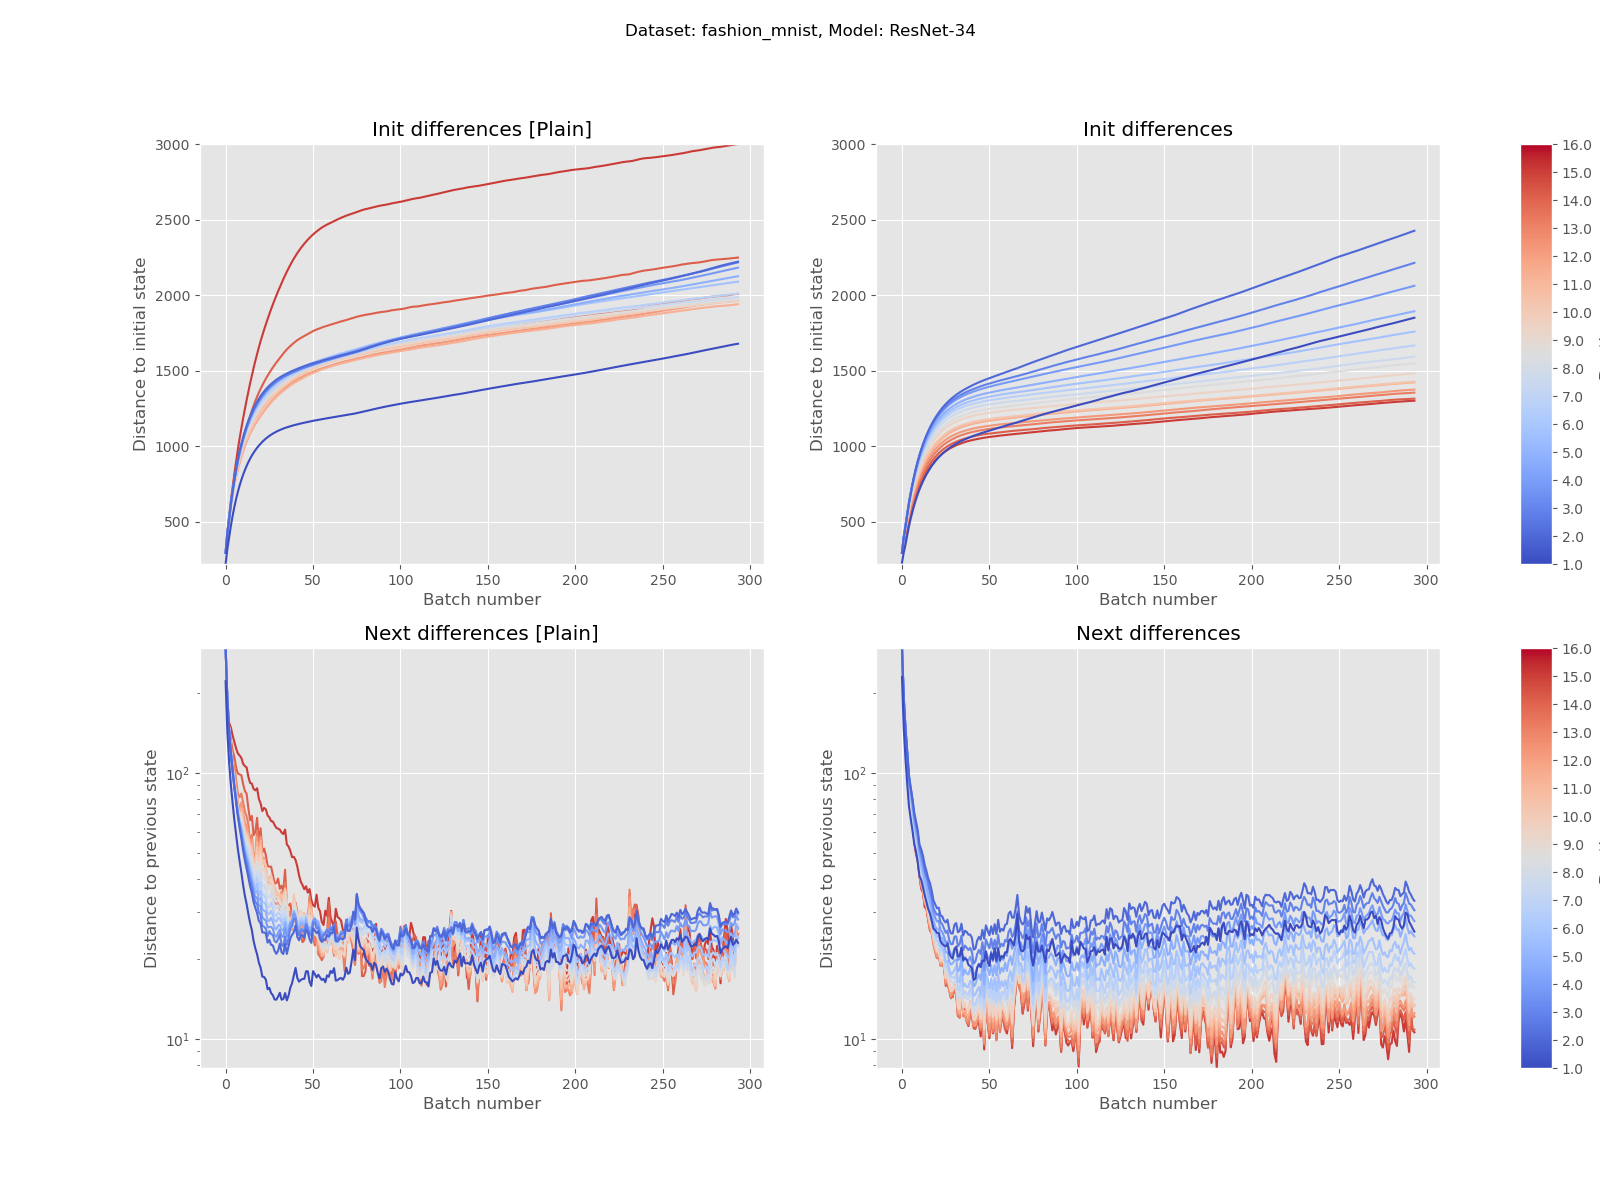 Dataset: fashion_mnist, Model: ResNet-34
Init differences [Plain]
Init differences
3000
2500
2000
1500
1000
500
Distance to initial state
0 50 100 150 200 250 300
Batch number
3000
2500
2000
1500
1000
500
Distance to initial state
0 50 100 150 200 250 300
Batch number
16.0
15.0
14.0
13.0
12.0
11.0
10.0
9.0
8.0
7.0
6.0
5.0
4.0
3.0
2.0
1.0
Next differences [Plain]
Next differences
10²
10¹
Distance to previous state
0 50 100 150 200 250 300
Batch number
10²
10¹
Distance to previous state
0 50 100 150 200 250 300
Batch number
16.0
15.0
14.0
13.0
12.0
11.0
10.0
9.0
8.0
7.0
6.0
5.0
4.0
3.0
2.0
1.0